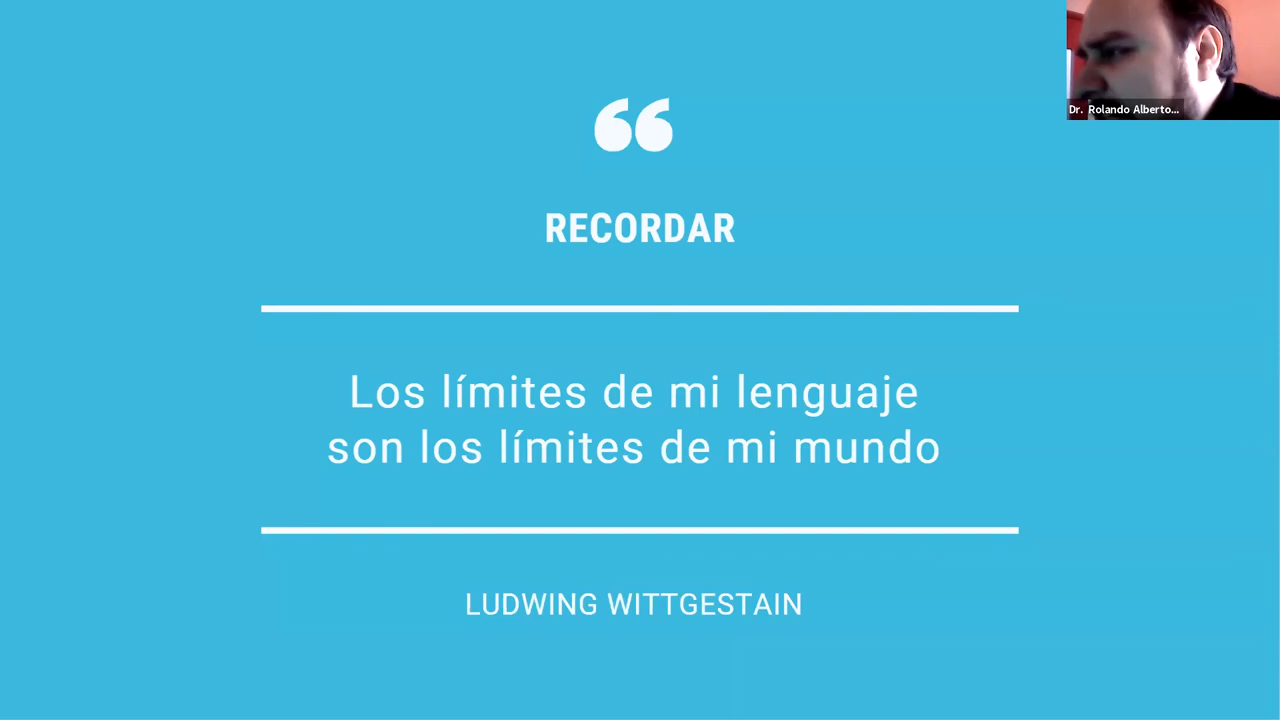 “
RECORDAR
Los límites de mi lenguaje
son los límites de mi mundo
LUDWING WITTGESTAIN
Dr. Rolando Alberto...